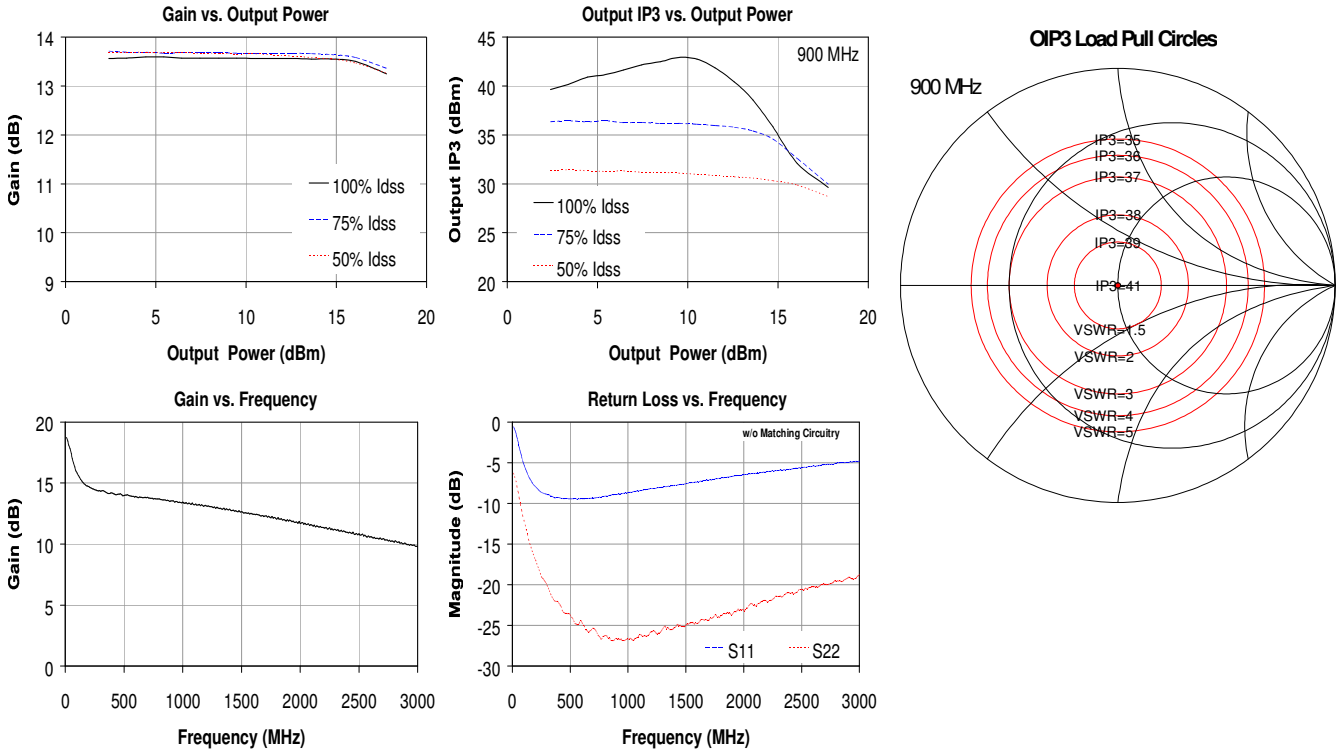 Gain vs. Output Power
14
13
12
11
10
9
Gain (dB)
100% Idss
75% Idss
50% Idss
0 5 10 15 20
Output Power (dBm)
Output IP3 vs. Output Power
45
40
35
30
25
20
Output IP3 (dBm)
900 MHz
100% Idss
75% Idss
50% Idss
0 5 10 15 20
Output Power (dBm)
OIP3 Load Pull Circles
900 MHz
IP3=35
IP3=36
IP3=37
IP3=38
IP3=39
IP3=41
VSWR=1.5
VSWR=2
VSWR=3
VSWR=4
VSWR=5
Gain vs. Frequency
20
15
10
5
0
Gain (dB)
0 500 1000 1500 2000 2500 3000
Frequency (MHz)
Return Loss vs. Frequency
0
-5
-10
-15
-20
-25
-30
Magnitude (dB)
w/o Matching Circuitry
S11 S22
0 500 1000 1500 2000 2500 3000
Frequency (MHz)